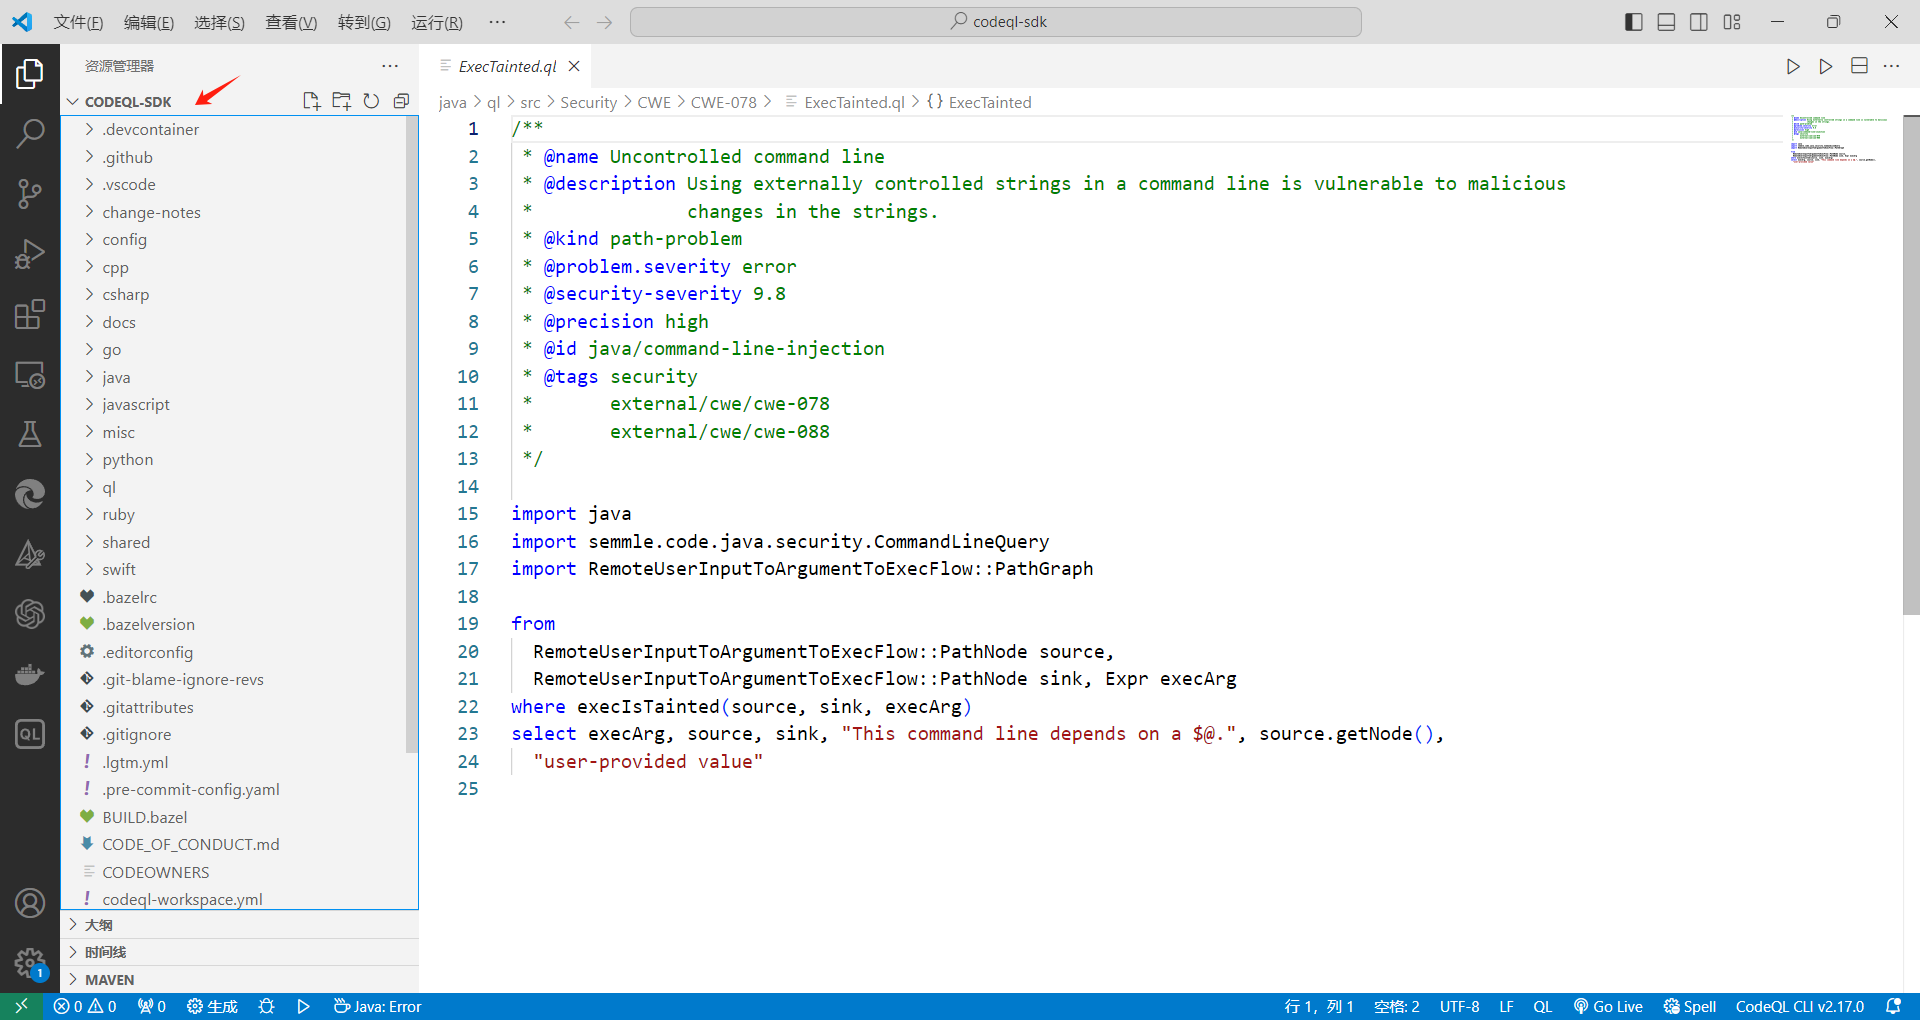 文件(F) 编辑(E) 选择(S) 查看(V) 转到(G) 运行(R) ··· codeql-sdk
资源管理器 ···
CODEQL-SDK
.devcontainer
.github
.vscode
change-notes
config
cpp
csharp
docs
go
java
javascript
misc
python
ql
ruby
shared
swift
.bazelrc
.bazelversion
.editorconfig
.git-blame-ignore-revs
.gitattributes
.gitignore
.lgtm.yml
.pre-commit-config.yaml
BUILD.bazel
CODE_OF_CONDUCT.md
CODEOWNERS
codeql-workspace.yml
大纲
时间线
MAVEN
QL
1
ExecTainted.ql
java > ql > src > Security > CWE > CWE-078 > ExecTainted.ql > {} ExecTainted
1 /**
2 * @name Uncontrolled command line
3 * @description Using externally controlled strings in a command line is vulnerable to malicious
4 * changes in the strings.
5 * @kind path-problem
6 * @problem.severity error
7 * @security-severity 9.8
8 * @precision high
9 * @id java/command-line-injection
10 * @tags security
11 * external/cwe/cwe-078
12 * external/cwe/cwe-088
13 */
14
15 import java
16 import semmle.code.java.security.CommandLineQuery
17 import RemoteUserInputToArgumentToExecFlow::PathGraph
18
19 from
20 RemoteUserInputToArgumentToExecFlow::PathNode source,
21 RemoteUserInputToArgumentToExecFlow::PathNode sink, Expr execArg
22 where execIsTainted(source, sink, execArg)
23 select execArg, source, sink, "This command line depends on a $@.", source.getNode(),
24 "user-provided value"
25
0 0 0 生成 Java: Error 行 1，列 1 空格: 2 UTF-8 LF QL Go Live Spell CodeQL CLI v2.17.0